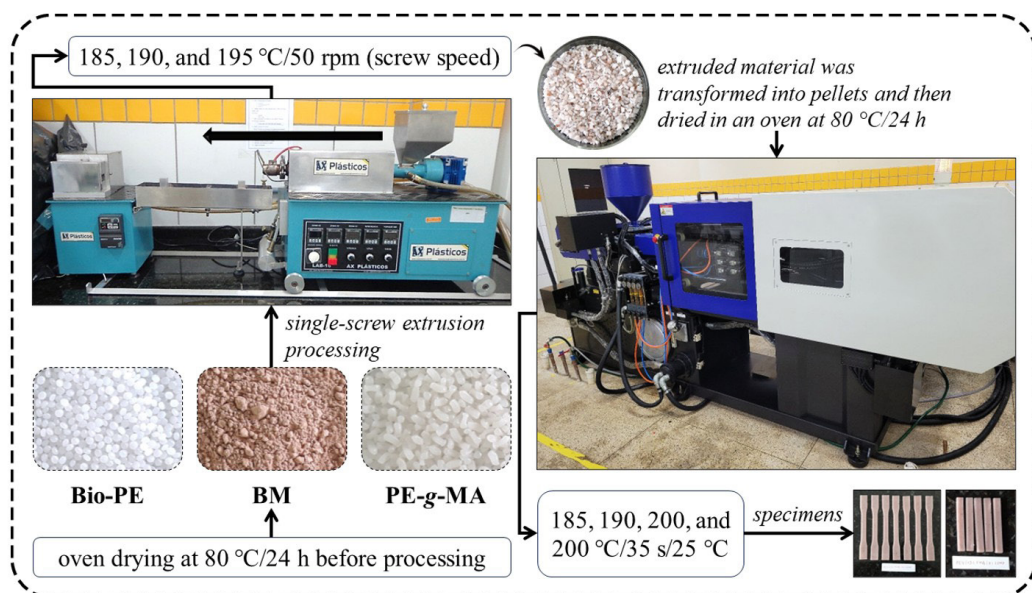 185, 190, and 195 °C/50 rpm (screw speed)
extruded material was
transformed into pellets and then
dried in an oven at 80 °C/24 h
AX Plásticos
AX Plásticos
AX Plásticos
AX PLÁSTICOS
single-screw extrusion
processing
Bio-PE
BM
PE-g-MA
oven drying at 80 °C/24 h before processing
185, 190, 200, and
200 °C/35 s/25 °C
specimens